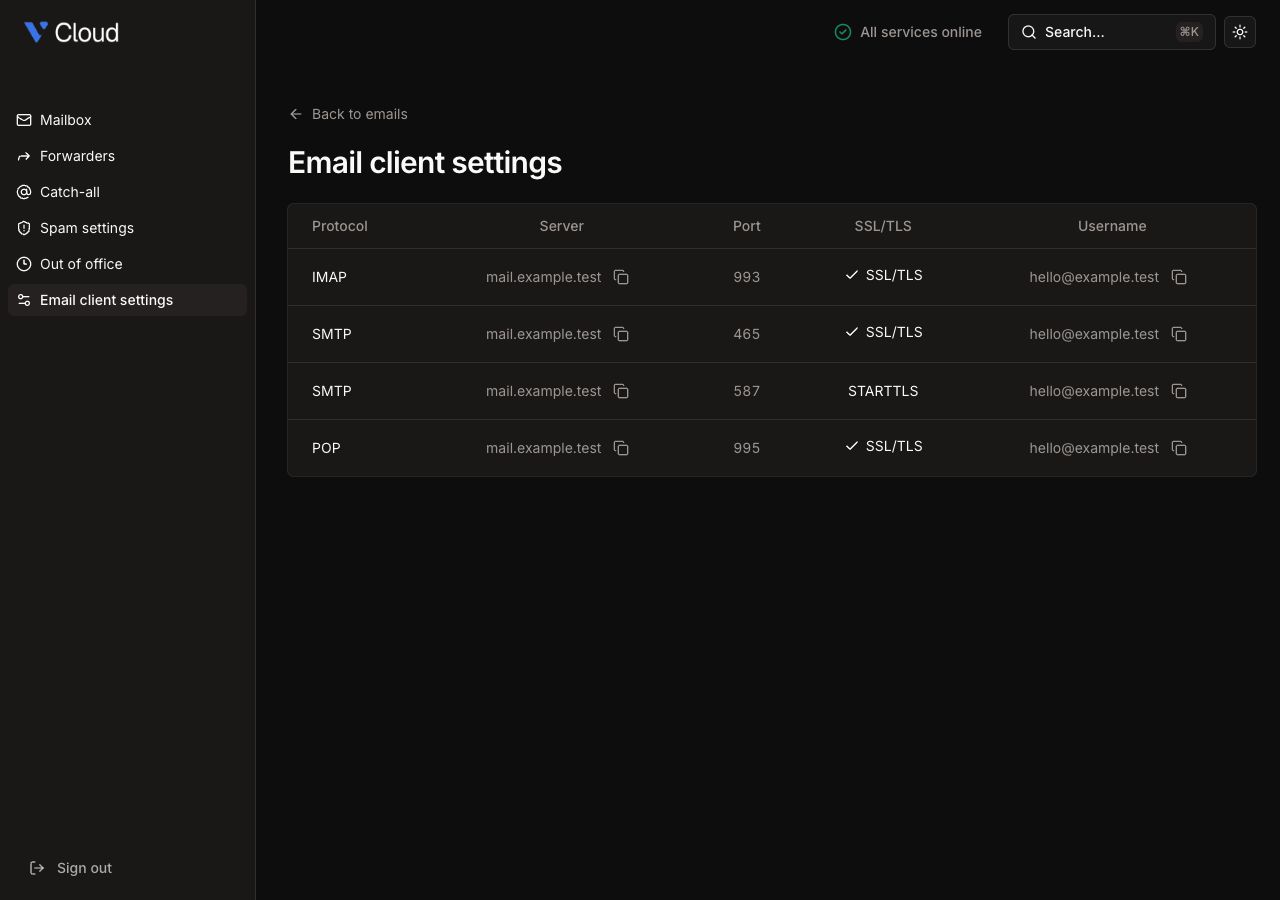 Cloud
All services online
Search...
⌘K
Mailbox
Forwarders
Catch-all
Spam settings
Out of office
Email client settings
Sign out
Back to emails
Email client settings
Protocol Server Port SSL/TLS Username
IMAP mail.example.test 993 SSL/TLS hello@example.test
SMTP mail.example.test 465 SSL/TLS hello@example.test
SMTP mail.example.test 587 STARTTLS hello@example.test
POP mail.example.test 995 SSL/TLS hello@example.test